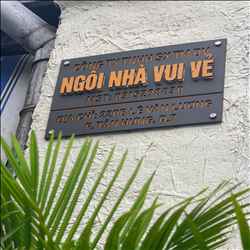 CÔNG TY TNHH SX TM DV
NGÔI NHÀ VUI VẺ
MST: 0315296850
ĐỊA CHỈ: 220B LÊ VĂN LƯƠNG
P. TÂN HƯNG, Q.7